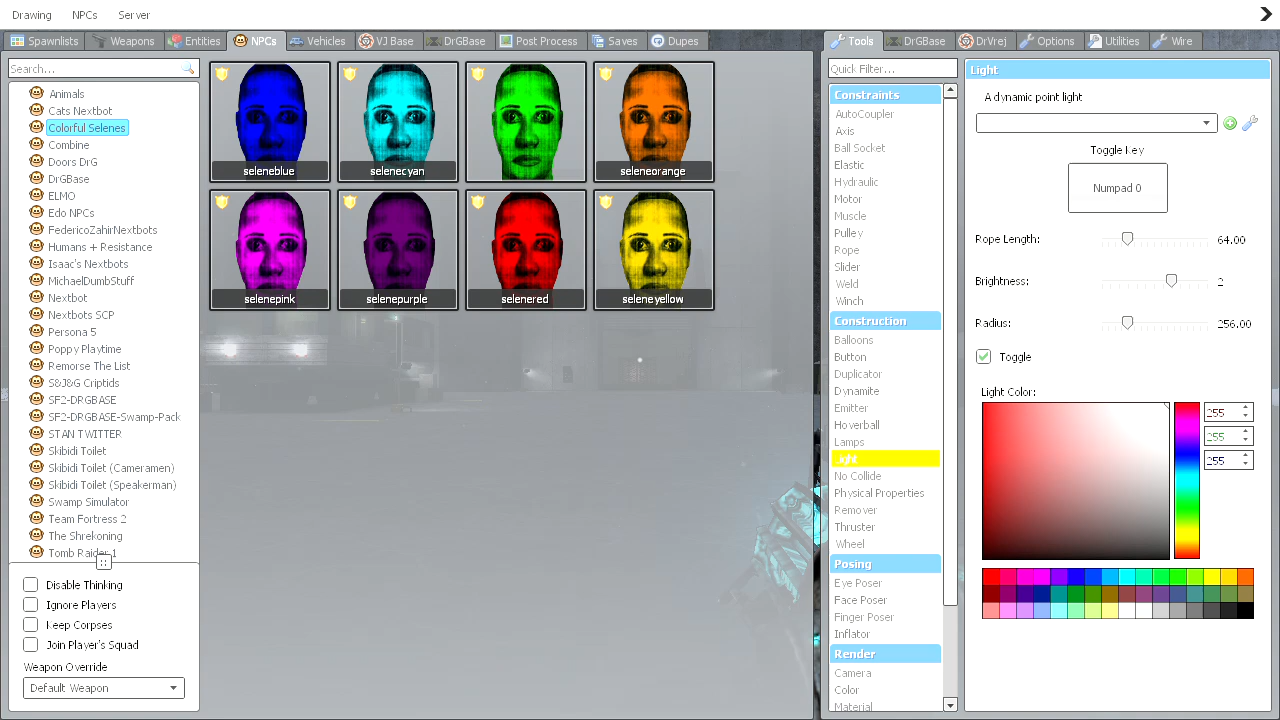 Drawing NPCs Server
Spawnlists Weapons Entities NPCs Vehicles VJ Base DrGBase Post Process Saves Dupes
Search...
Animals
Cats Nextbot
Colorful Selenes
Combine
Doors DrG
DrGBase
ELMO
Edo NPCs
FedericoZahirNextbots
Humans + Resistance
Isaac's Nextbots
MichaelDumbStuff
Nextbot
Nextbots SCP
Persona 5
Poppy Playtime
Remorse The List
S&J&G Criptids
SF2-DRGBASE
SF2-DRGBASE-Swamp-Pack
STAN TWITTER
Skibidi Toilet
Skibidi Toilet (Cameramen)
Skibidi Toilet (Speakerman)
Swamp Simulator
Team Fortress 2
The Shrekoning
Tomb Raider 1
Disable Thinking
Ignore Players
Keep Corpses
Join Player's Squad
Weapon Override
Default Weapon
seleneblue selenecyan seleneorange
selenepink selenepurple selenered seleneyellow
Tools DrGBase DrVrej Options Utilities Wire
Quick Filter...
Constraints
AutoCoupler
Axis
Ball Socket
Elastic
Hydraulic
Motor
Muscle
Pulley
Rope
Slider
Weld
Winch
Construction
Balloons
Button
Duplicator
Dynamite
Emitter
Hoverball
Lamps
Light
No Collide
Physical Properties
Remover
Thruster
Wheel
Posing
Eye Poser
Face Poser
Finger Poser
Inflator
Render
Camera
Color
Material
Light
A dynamic point light
Toggle Key
Numpad 0
Rope Length: 64.00
Brightness: 2
Radius: 256.00
Toggle
Light Color:
255
255
255